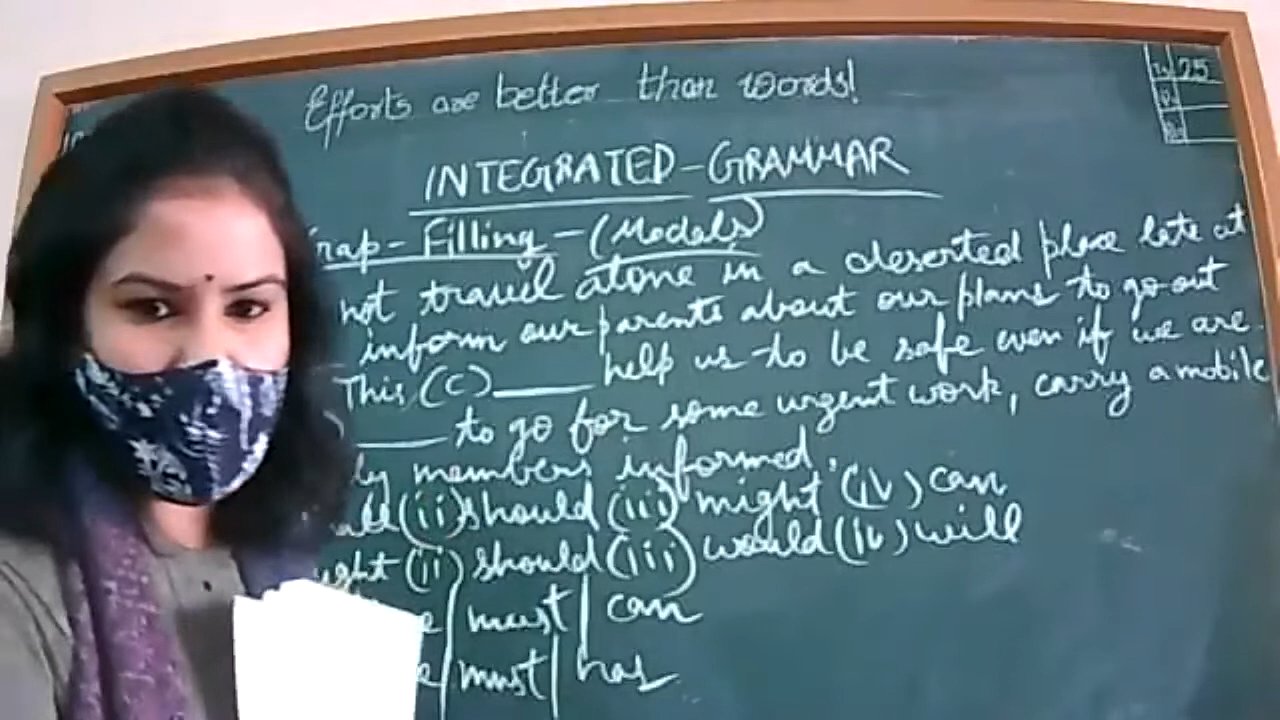 Efforts are better than words!
25
INTEGRATED-GRAMMAR
Filling-(Modals)
not travel alone in a deserted place late at
inform our parents about our plans to go out
This (C)____ help us to be safe even if we are
____ to go for some urgent work, carry a mobile
members informed.
(ii) should (iii) might (iv) can
(ii) should (iii) would (iv) will
must | can
must | has